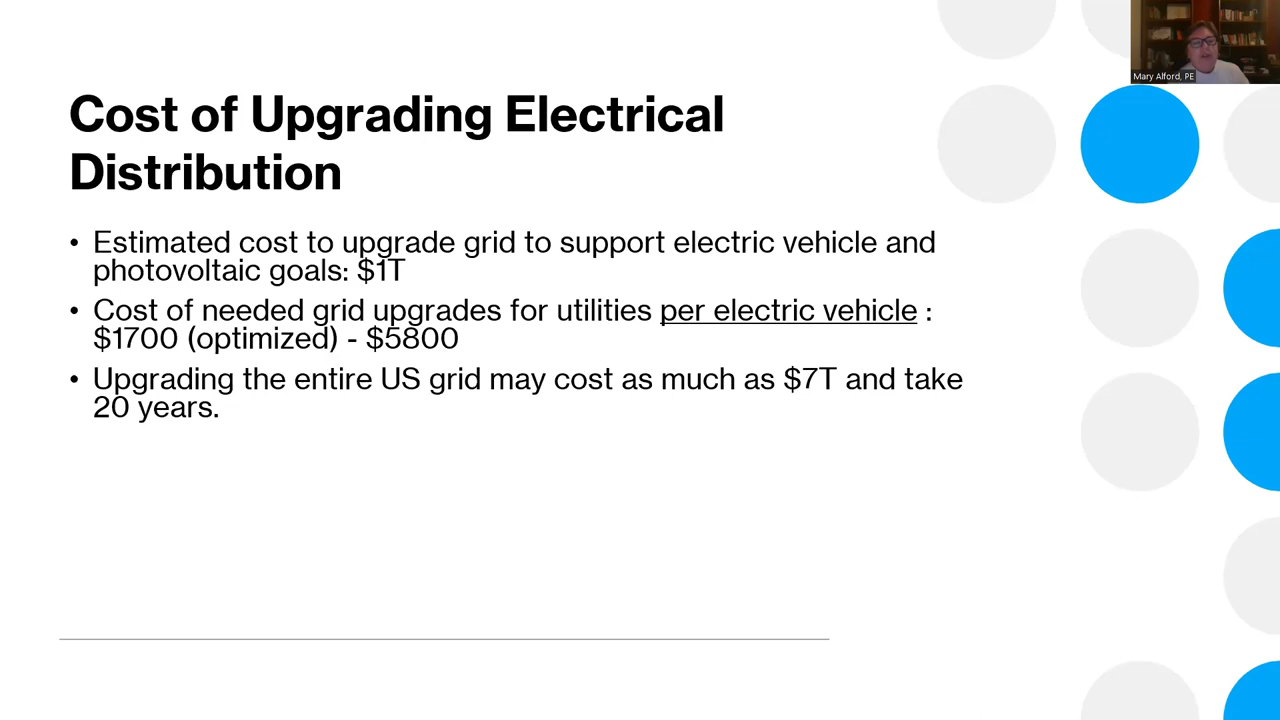 Mary Alford, PE
Cost of Upgrading Electrical
Distribution
• Estimated cost to upgrade grid to support electric vehicle and
photovoltaic goals: $1T
• Cost of needed grid upgrades for utilities per electric vehicle :
$1700 (optimized) - $5800
• Upgrading the entire US grid may cost as much as $7T and take
20 years.